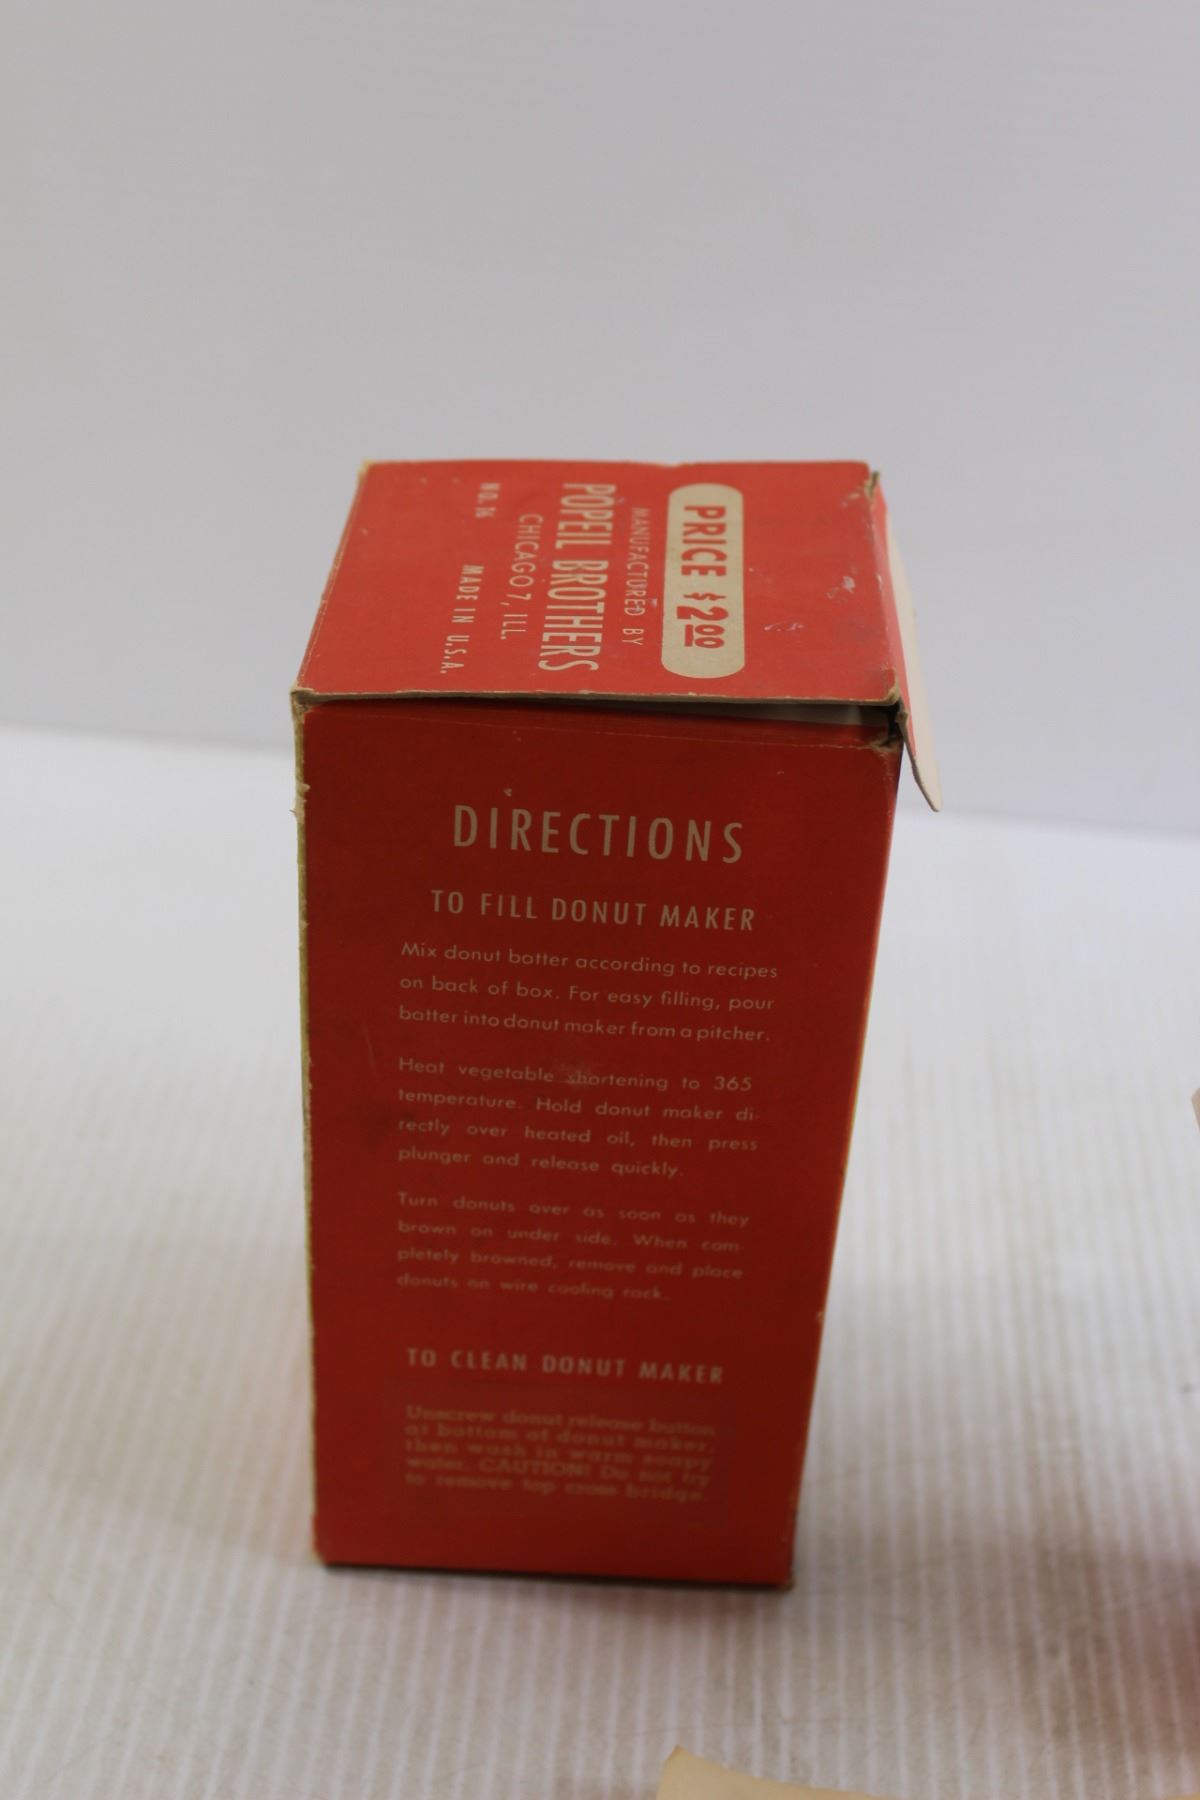 PRICE $2.00
MANUFACTURED BY
POPEIL BROTHERS
CHICAGO 7, ILL.
NO. 16 MADE IN U.S.A.
DIRECTIONS
TO FILL DONUT MAKER
Mix donut batter according to recipes
on back of box. For easy filling, pour
batter into donut maker from a pitcher.
Heat vegetable shortening to 365
temperature. Hold donut maker di-
rectly over heated oil, then press
plunger and release quickly.
Turn donuts over as soon as they
brown on under side. When com-
pletely browned, remove and place
donuts on wire cooling rack.
TO CLEAN DONUT MAKER
Unscrew donut release button
at bottom of donut maker,
then wash in warm soapy
water. CAUTION! Do not try
to remove top cross bridge.